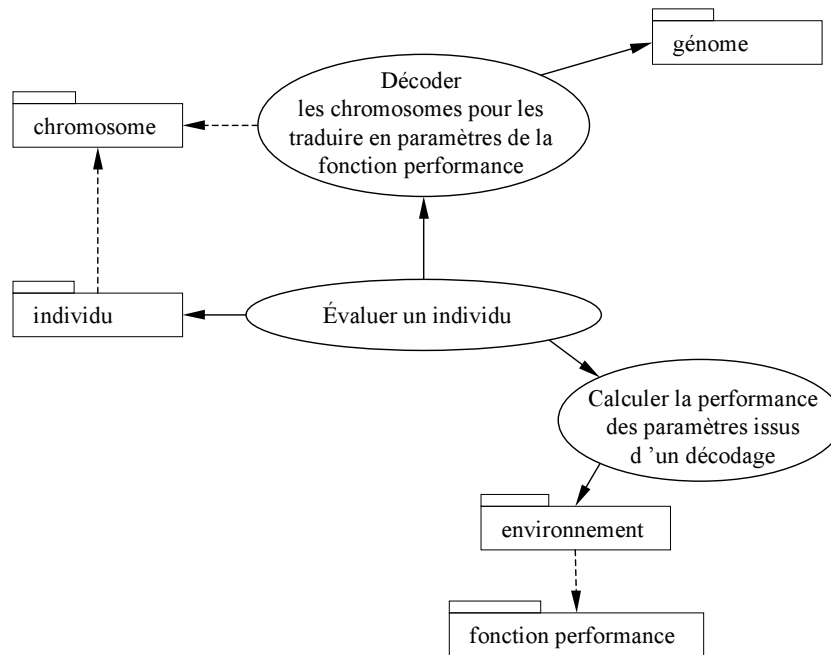 génome
Décoder
les chromosomes pour les
traduire en paramètres de la
fonction performance
chromosome
individu
Évaluer un individu
Calculer la performance
des paramètres issus
d ’un décodage
environnement
fonction performance